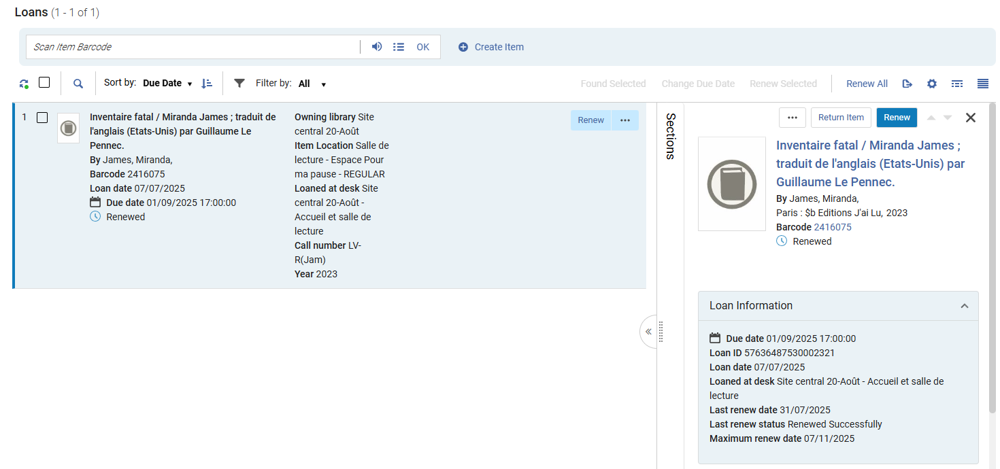 Loans (1 - 1 of 1)
Scan Item Barcode
OK
Create Item
Sort by: Due Date
Filter by: All
Found Selected
Change Due Date
Renew Selected
Renew All
1
Inventaire fatal / Miranda James ; traduit de
l'anglais (Etats-Unis) par Guillaume Le
Pennec.
By James, Miranda,
Barcode 2416075
Loan date 07/07/2025
Due date 01/09/2025 17:00:00
Renewed
Owning library Site
central 20-Août
Item Location Salle de
lecture - Espace Pour
ma pause - REGULAR
Loaned at desk Site
central 20-Août -
Accueil et salle de
lecture
Call number LV-
R(Jam)
Year 2023
Renew
Sections
Return Item
Renew
Inventaire fatal / Miranda James ;
traduit de l'anglais (Etats-Unis) par
Guillaume Le Pennec.
By James, Miranda,
Paris : $b Editions J'ai Lu, 2023
Barcode 2416075
Renewed
Loan Information
Due date 01/09/2025 17:00:00
Loan ID 57636487530002321
Loan date 07/07/2025
Loaned at desk Site central 20-Août - Accueil et salle de
lecture
Last renew date 31/07/2025
Last renew status Renewed Successfully
Maximum renew date 07/11/2025